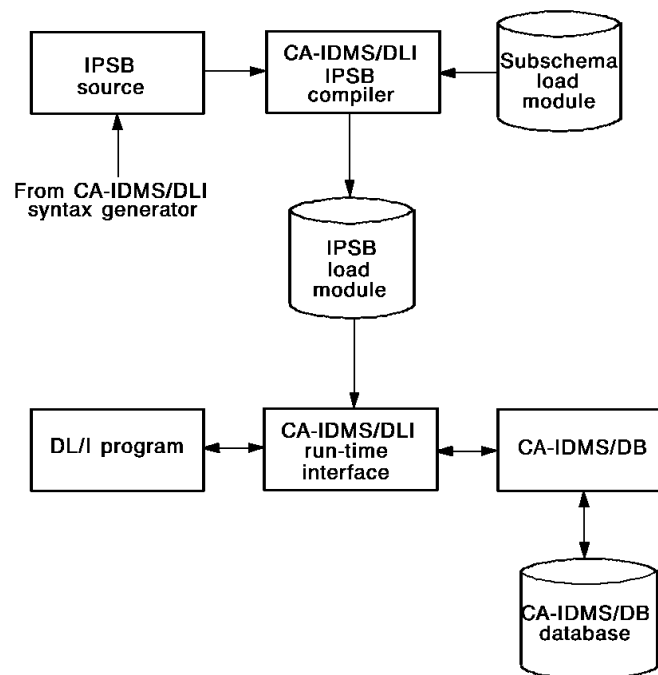 IPSB
source
CA-IDMS/DLI
IPSB
compiler
Subschema
load
module
From CA-IDMS/DLI
syntax generator
IPSB
load
module
DL/I program
CA-IDMS/DLI
run-time
interface
CA-IDMS/DB
CA-IDMS/DB
database